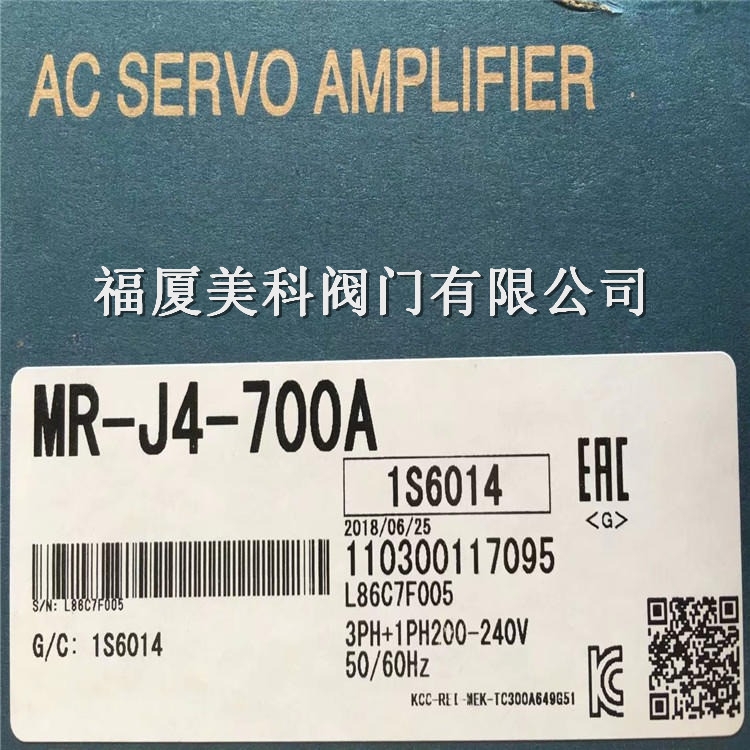 AC SERVO AMPLIFIER
福厦美科阀门有限公司
MR-J4-700A
1S6014
EAC
<G>
2018/06/25
110300117095
L86C7F005
S/N: L86C7F005
3PH+1PH200-240V
G/C: 1S6014
50/60Hz
KCC-REI-MEK-TC300A649G51